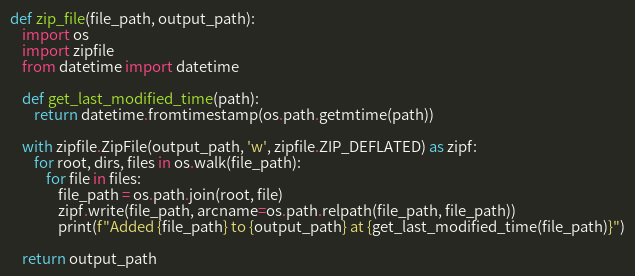 def zip_file(file_path, output_path):
    import os
    import zipfile
    from datetime import datetime

    def get_last_modified_time(path):
        return datetime.fromtimestamp(os.path.getmtime(path))

    with zipfile.ZipFile(output_path, 'w', zipfile.ZIP_DEFLATED) as zipf:
        for root, dirs, files in os.walk(file_path):
            for file in files:
                file_path = os.path.join(root, file)
                zipf.write(file_path, arcname=os.path.relpath(file_path, file_path))
                print(f"Added {file_path} to {output_path} at {get_last_modified_time(file_path)}")

    return output_path